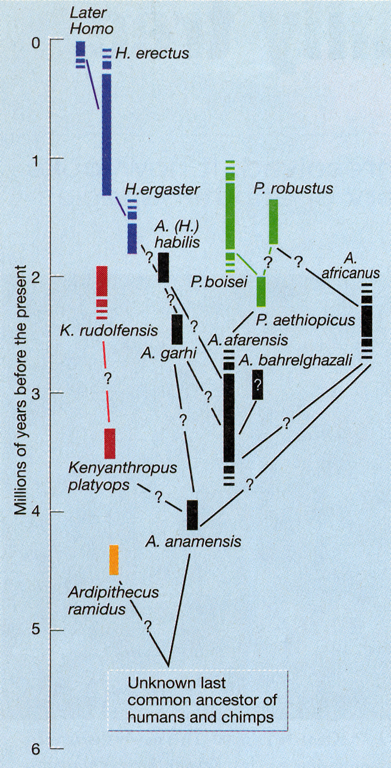 Later
Homo
0
H. erectus
1
H.ergaster
P. robustus
A. (H.)
habilis
?
?
?
A.
africanus
2
P.boisei
?
?
K. rudolfensis
P. aethiopicus
A. garhi
A.afarensis
A. bahrelghazali
3
?
?
?
?
?
Millions of years before the present
Kenyanthropus
platyops
?
?
4
A. anamensis
Ardipithecus
ramidus
?
5
Unknown last
common ancestor of
humans and chimps
6